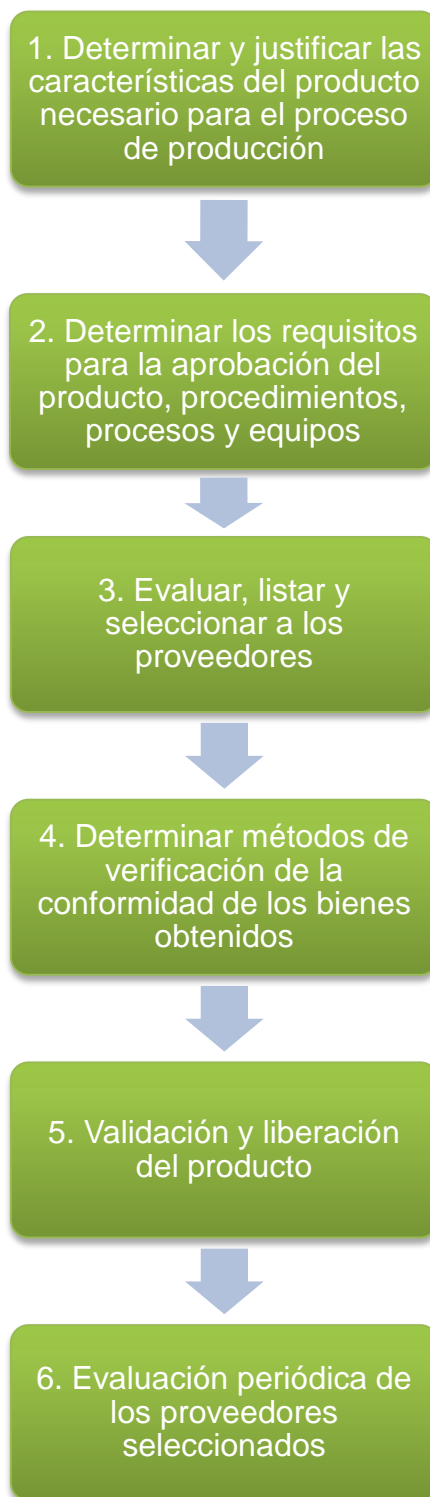 1. Determinar y justificar las
características del producto
necesario para el proceso
de producción
2. Determinar los requisitos
para la aprobación del
producto, procedimientos,
procesos y equipos
3. Evaluar, listar y
seleccionar a los
proveedores
4. Determinar métodos de
verificación de la
conformidad de los bienes
obtenidos
5. Validación y liberación
del producto
6. Evaluación periódica de
los proveedores
seleccionados